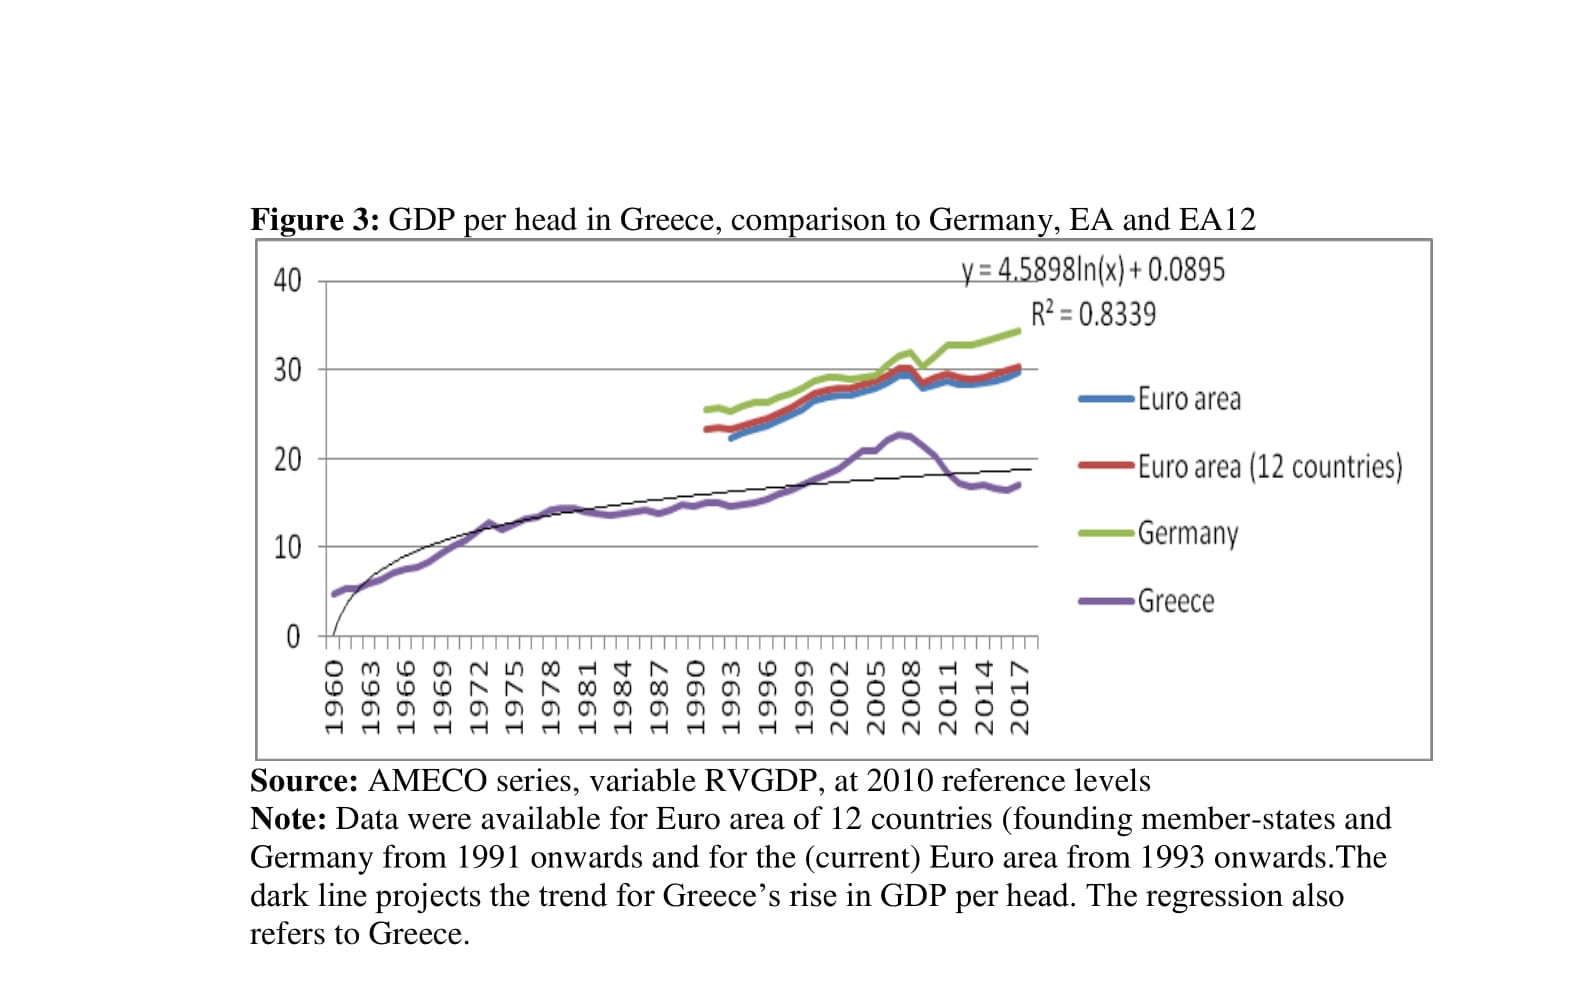 Figure 3: GDP per head in Greece, comparison to Germany, EA and EA12
y = 4.5898ln(x) + 0.0895
R² = 0.8339
40
30
20
10
0
1960 1963 1966 1969 1972 1975 1978 1981 1984 1987 1990 1993 1996 1999 2002 2005 2008 2011 2014 2017
Euro area
Euro area (12 countries)
Germany
Greece
Source: AMECO series, variable RVGDP, at 2010 reference levels
Note: Data were available for Euro area of 12 countries (founding member-states and
Germany from 1991 onwards and for the (current) Euro area from 1993 onwards.The
dark line projects the trend for Greece’s rise in GDP per head. The regression also
refers to Greece.